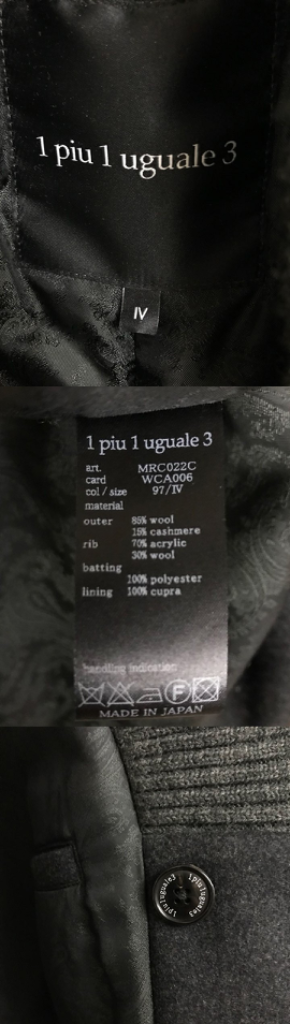 1 piu 1 uguale 3
IV
1 piu 1 uguale 3
art. MRC022C
card WCA006
col / size 97/IV
material
outer 85% wool
15% cashmere
rib 70% acrylic
30% wool
batting
100% polyester
lining 100% cupra
handling indication
F
MADE IN JAPAN
1piu1uguale3 1piu1uguale3